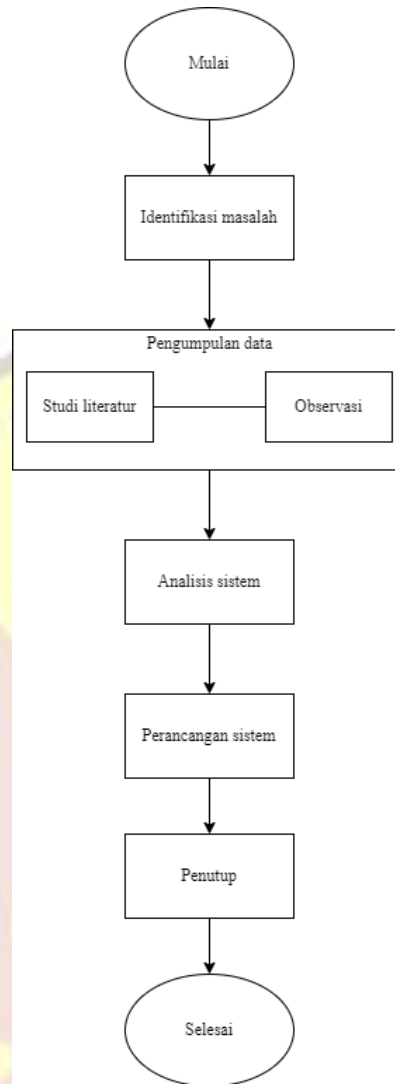 Mulai
Identifikasi masalah
Pengumpulan data
Studi literatur
Observasi
Analisis sistem
Perancangan sistem
Penutup
Selesai